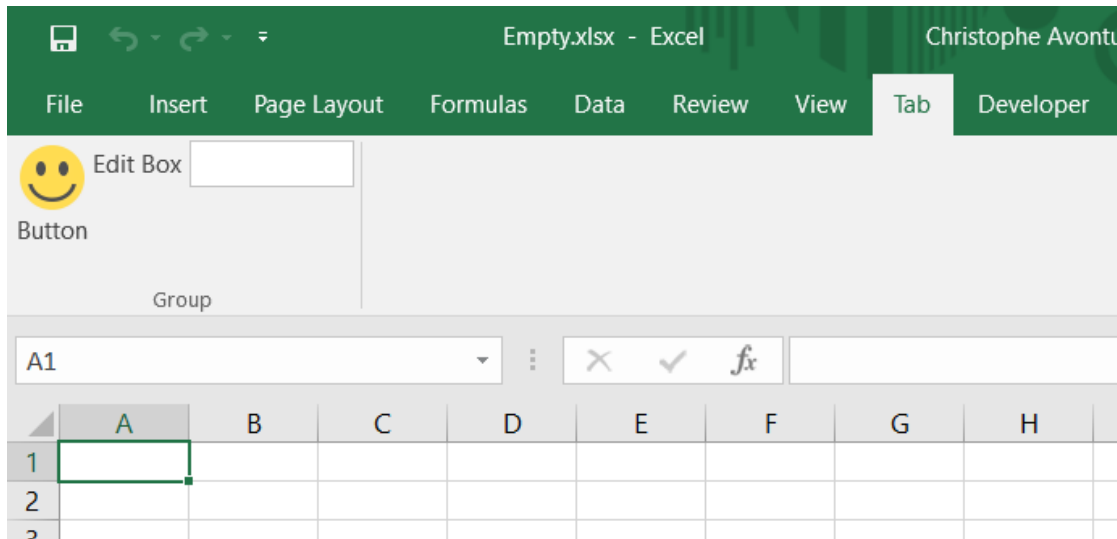 Empty.xlsx - Excel
Christophe
File Insert Page Layout Formulas Data Review View Tab Developer
Edit Box
Button
Group
A1
fx
A B C D E F G H
1
2
3